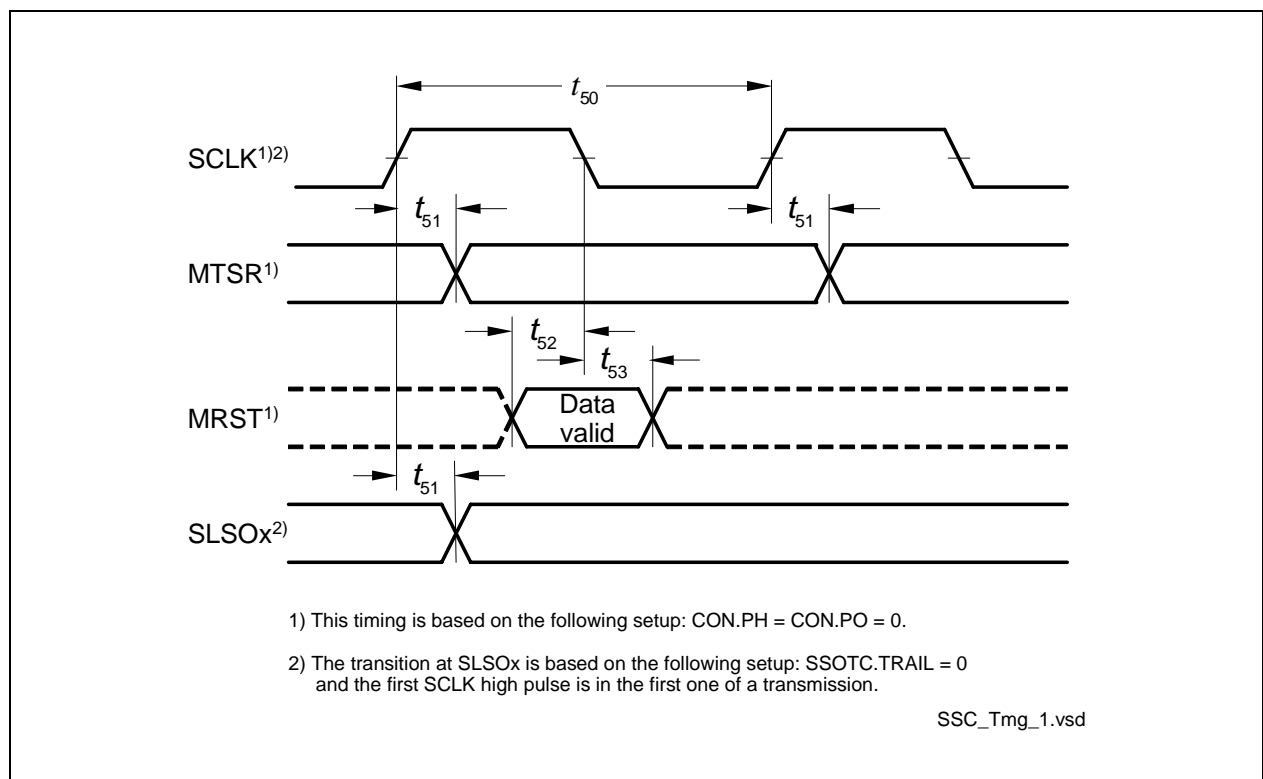 t50
SCLK1)2)
t51
t51
MTSR1)
t52
t53
MRST1)
Data
valid
t51
SLSOx2)
1) This timing is based on the following setup: CON.PH = CON.PO = 0.
2) The transition at SLSOx is based on the following setup: SSOTC.TRAIL = 0
and the first SCLK high pulse is in the first one of a transmission.
SSC_Tmg_1.vsd